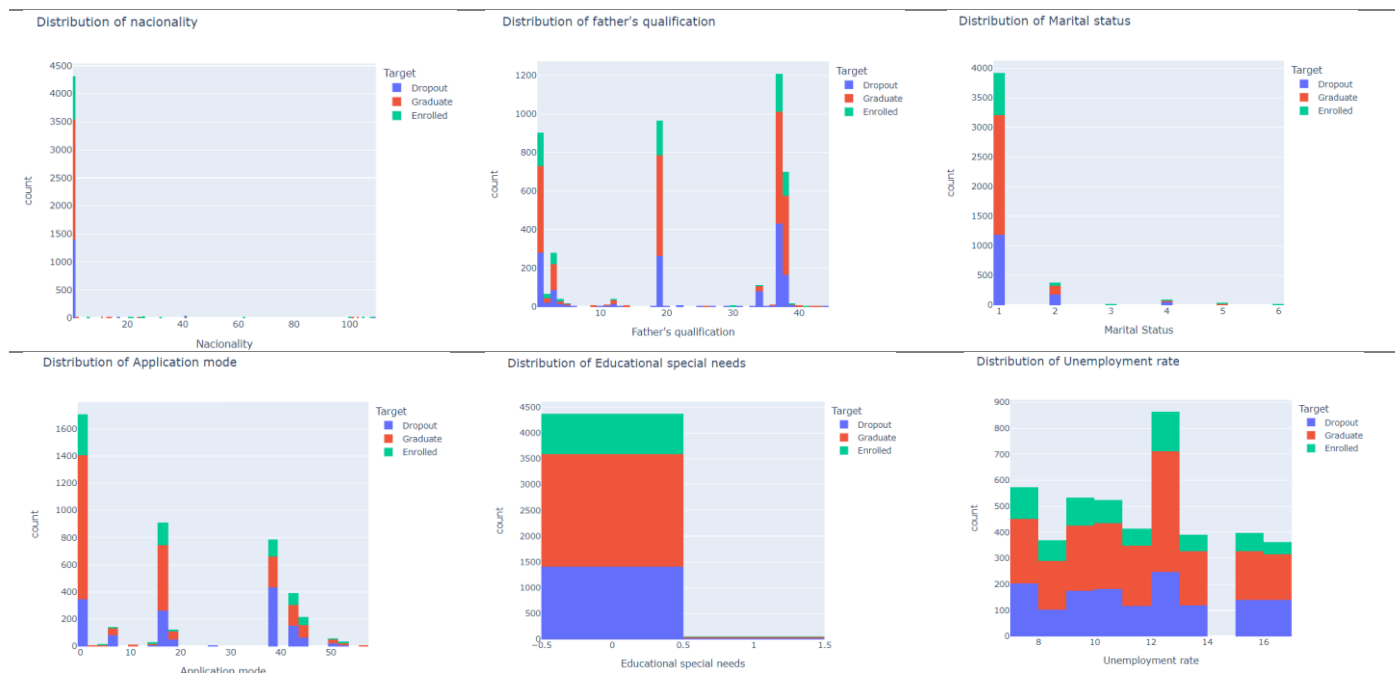 Distribution of nacionality
4500
4000
3500
3000
2500
2000
1500
1000
500
0
count
20
40
60
80
100
Nacionality
Target
Dropout
Graduate
Enrolled
Distribution of father's qualification
1200
1000
800
600
400
200
0
count
10
20
30
40
Father's qualification
Target
Dropout
Graduate
Enrolled
Distribution of Marital status
4000
3500
3000
2500
2000
1500
1000
500
0
count
1
2
3
4
5
6
Marital Status
Target
Dropout
Graduate
Enrolled
Distribution of Application mode
1600
1400
1200
1000
800
600
400
200
0
count
0
10
20
30
40
50
Application mode
Target
Dropout
Graduate
Enrolled
Distribution of Educational special needs
4500
4000
3500
3000
2500
2000
1500
1000
500
0
count
−0.5
0
0.5
1
1.5
Educational special needs
Target
Dropout
Graduate
Enrolled
Distribution of Unemployment rate
900
800
700
600
500
400
300
200
100
0
count
8
10
12
14
16
Unemployment rate
Target
Dropout
Graduate
Enrolled